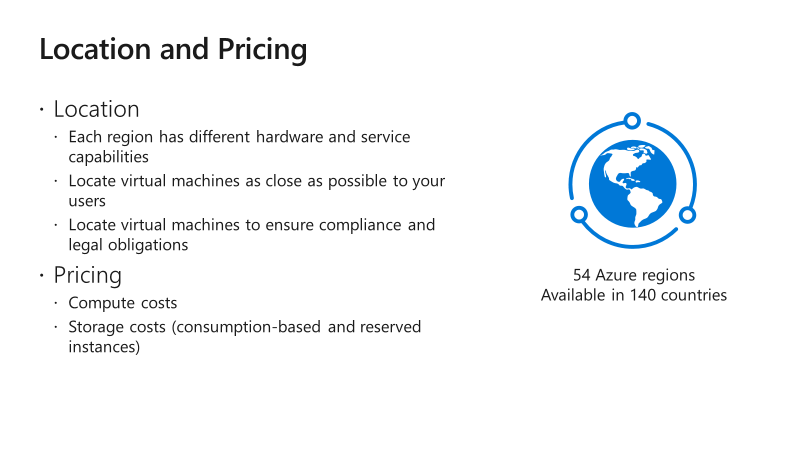 Location and Pricing
· Location
· Each region has different hardware and service
capabilities
· Locate virtual machines as close as possible to your
users
· Locate virtual machines to ensure compliance and
legal obligations
· Pricing
· Compute costs
· Storage costs (consumption-based and reserved
instances)
54 Azure regions
Available in 140 countries